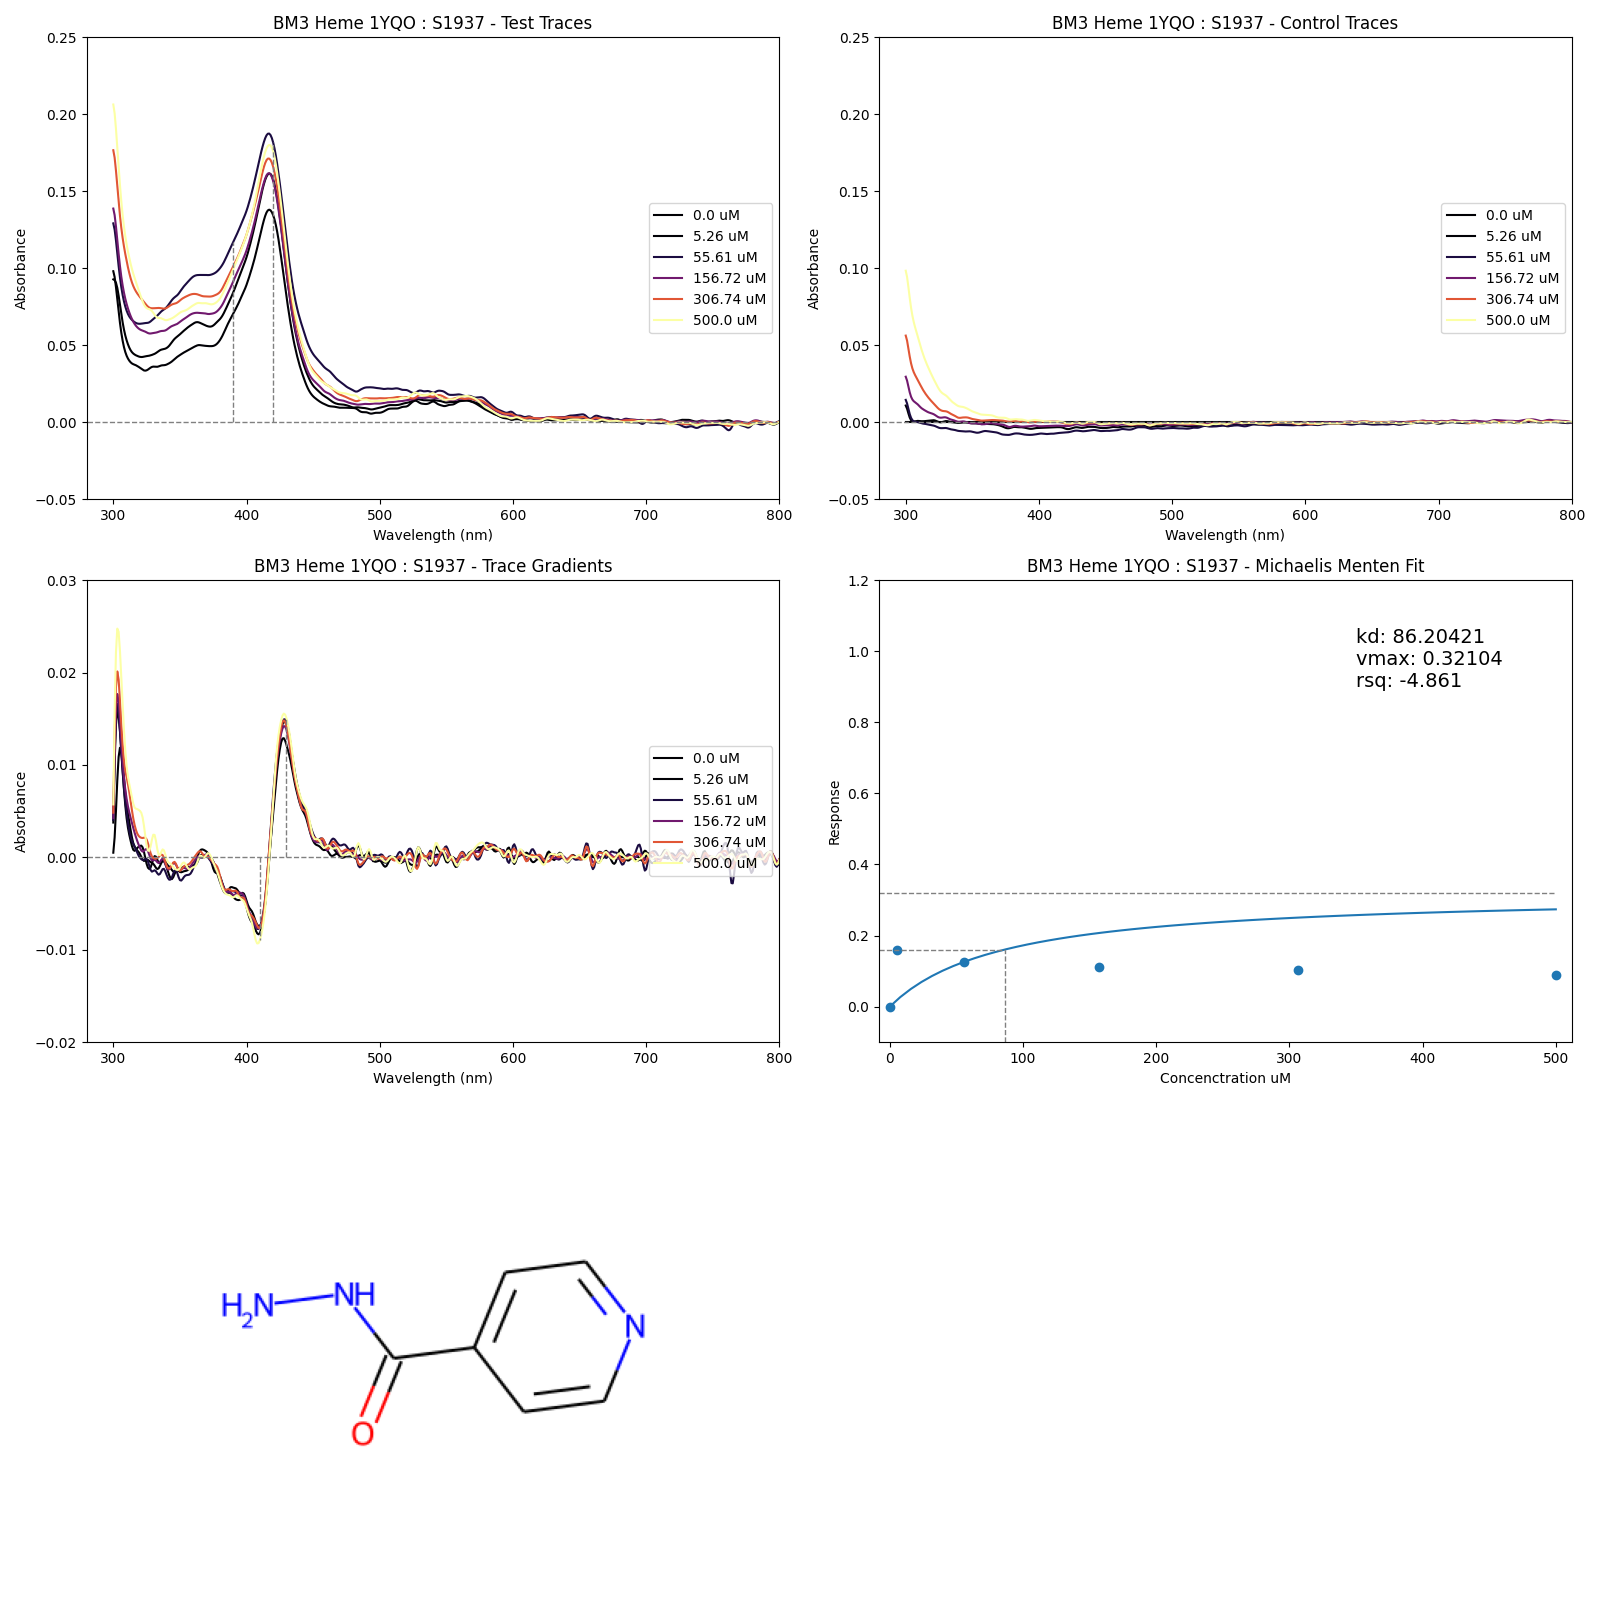 BM3 Heme 1YQO : S1937 - Test Traces
0.25
0.20
0.15
0.10
0.05
0.00
−0.05
Absorbance
300 400 500 600 700 800
Wavelength (nm)
0.0 uM
5.26 uM
55.61 uM
156.72 uM
306.74 uM
500.0 uM
BM3 Heme 1YQO : S1937 - Control Traces
0.25
0.20
0.15
0.10
0.05
0.00
−0.05
Absorbance
300 400 500 600 700 800
Wavelength (nm)
0.0 uM
5.26 uM
55.61 uM
156.72 uM
306.74 uM
500.0 uM
BM3 Heme 1YQO : S1937 - Trace Gradients
0.03
0.02
0.01
0.00
−0.01
−0.02
Absorbance
300 400 500 600 700 800
Wavelength (nm)
0.0 uM
5.26 uM
55.61 uM
156.72 uM
306.74 uM
500.0 uM
BM3 Heme 1YQO : S1937 - Michaelis Menten Fit
1.2
1.0
0.8
0.6
0.4
0.2
0.0
Response
kd: 86.20421
vmax: 0.32104
rsq: -4.861
0 100 200 300 400 500
Concenctration uM
H2N
NH
N
O